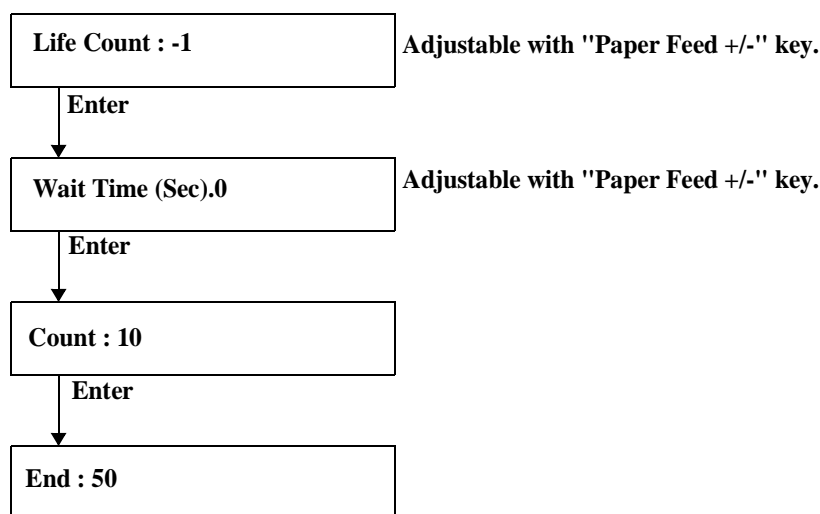 Life Count : -1
Adjustable with "Paper Feed +/-" key.
Enter
Wait Time (Sec).0
Adjustable with "Paper Feed +/-" key.
Enter
Count : 10
Enter
End : 50